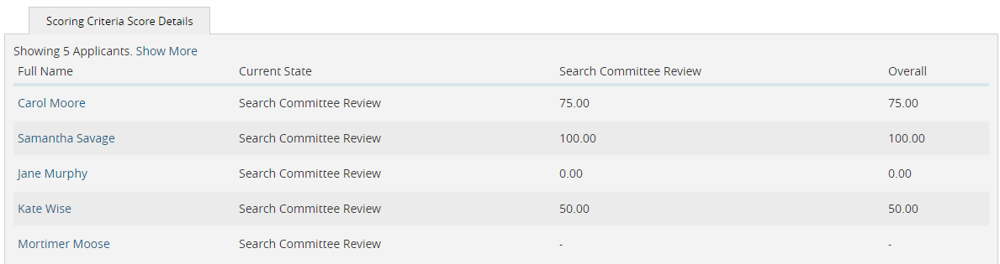 Scoring Criteria Score Details
Showing 5 Applicants. Show More
Full Name Current State Search Committee Review Overall
Carol Moore Search Committee Review 75.00 75.00
Samantha Savage Search Committee Review 100.00 100.00
Jane Murphy Search Committee Review 0.00 0.00
Kate Wise Search Committee Review 50.00 50.00
Mortimer Moose Search Committee Review - -